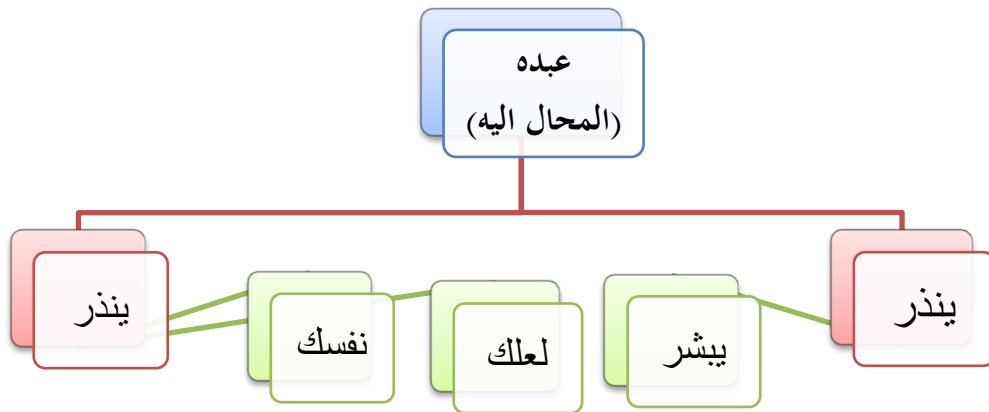 عبده
(المحال اليه)
ينذر
يبشر
لعلك
نفسك
ينذر